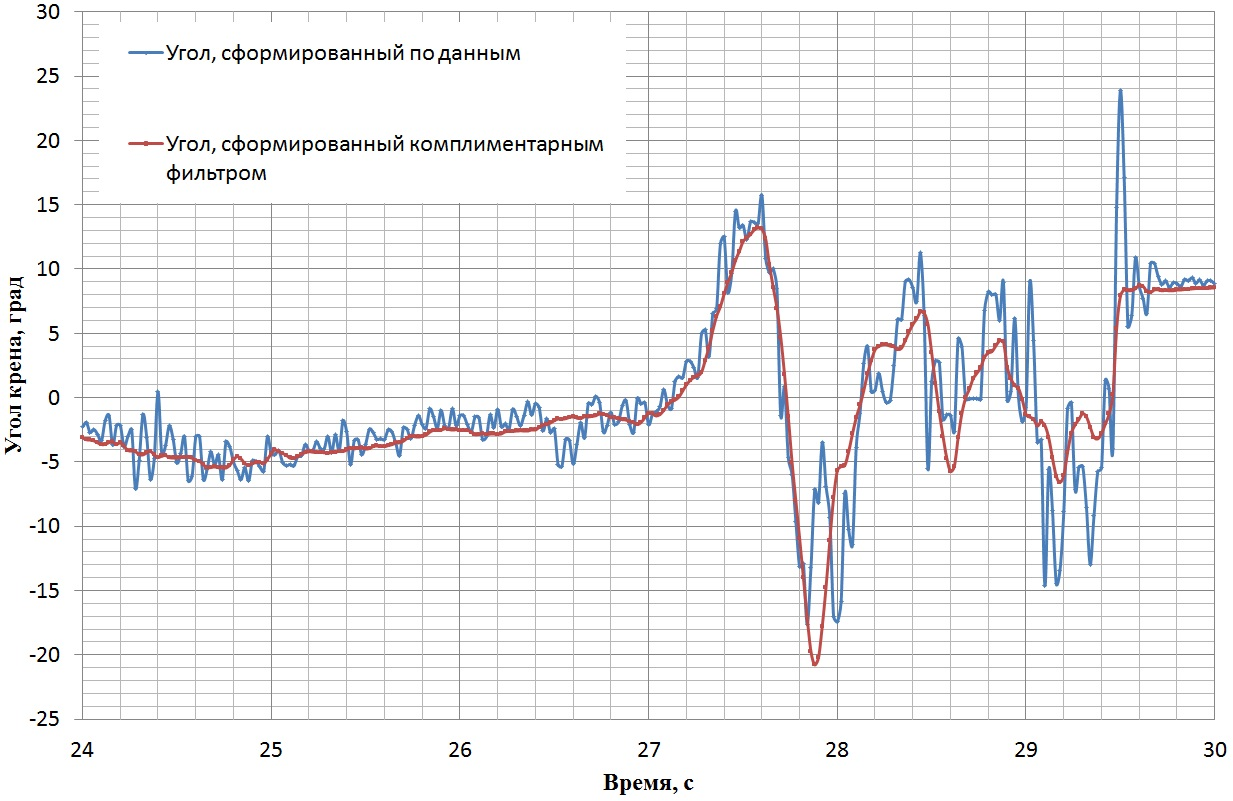 30
25
20
15
10
5
0
-5
-10
-15
-20
-25
Угол крена, град
Угол, сформированный по данным
Угол, сформированный комплиментарным
фильтром
24 25 26 27 28 29 30
Время, с